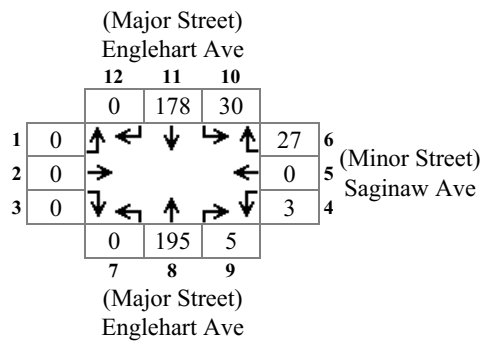 (Major Street)
Englehart Ave
12 11 10
0 178 30
1 0 27 6
2 0 0 5
3 0 3 4
(Minor Street)
Saginaw Ave
0 195 5
7 8 9
(Major Street)
Englehart Ave